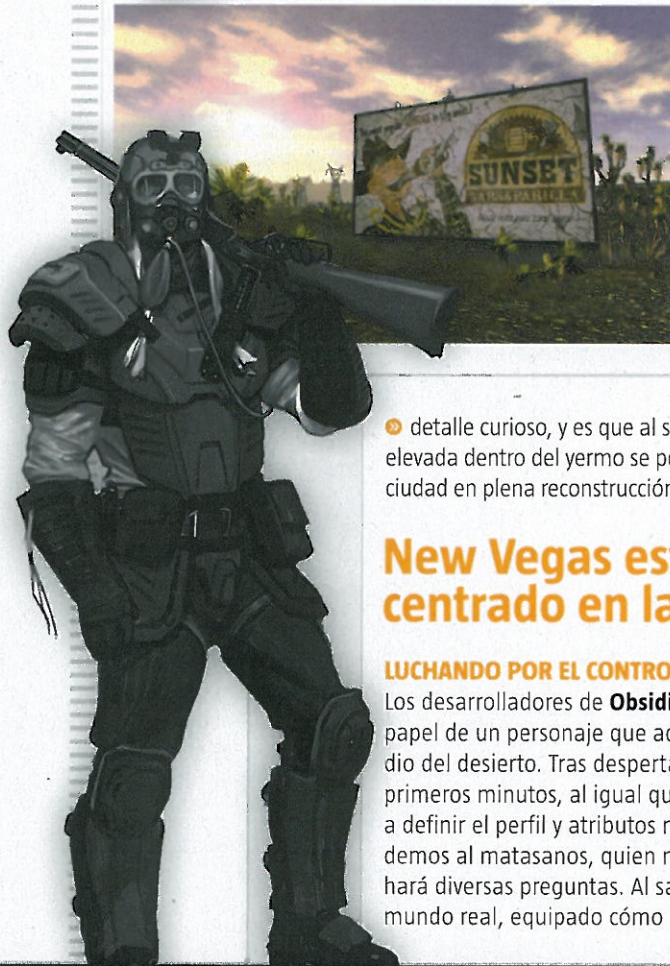 SUNSET
SARSAPARILLA
» detalle curioso, y es que al s
elevada dentro del yermo se p
ciudad en plena reconstrucción
New Vegas es
centrado en la
LUCHANDO POR EL CONTRO
Los desarrolladores de Obsidi
papel de un personaje que ac
dio del desierto. Tras desperta
primeros minutos, al igual qu
a definir el perfil y atributos
demos al matasanos, quien
hará diversas preguntas. Al sa
mundo real, equipado cómo